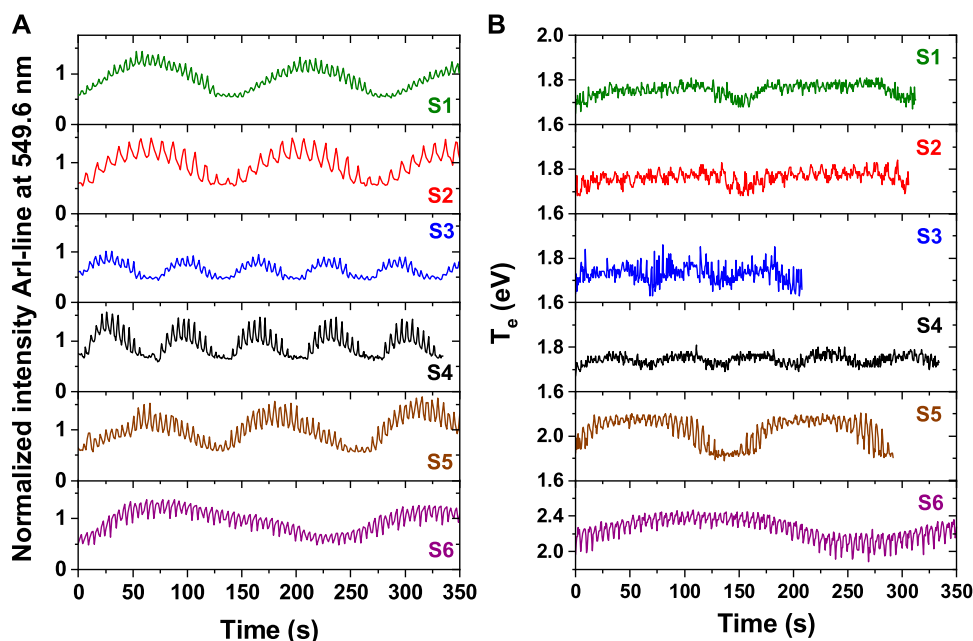 A
B
Normalized intensity ArI-line at 549.6 nm
1
0
S1
1
0
S2
1
0
S3
1
0
S4
1
0
S5
1
0
S6
0 50 100 150 200 250 300 350
Time (s)
T_e (eV)
2.0
1.8
1.6
S1
1.8
1.6
S2
1.8
1.6
S3
1.8
1.6
S4
2.0
1.8
S5
2.4
2.0
S6
0 50 100 150 200 250 300 350
Time (s)